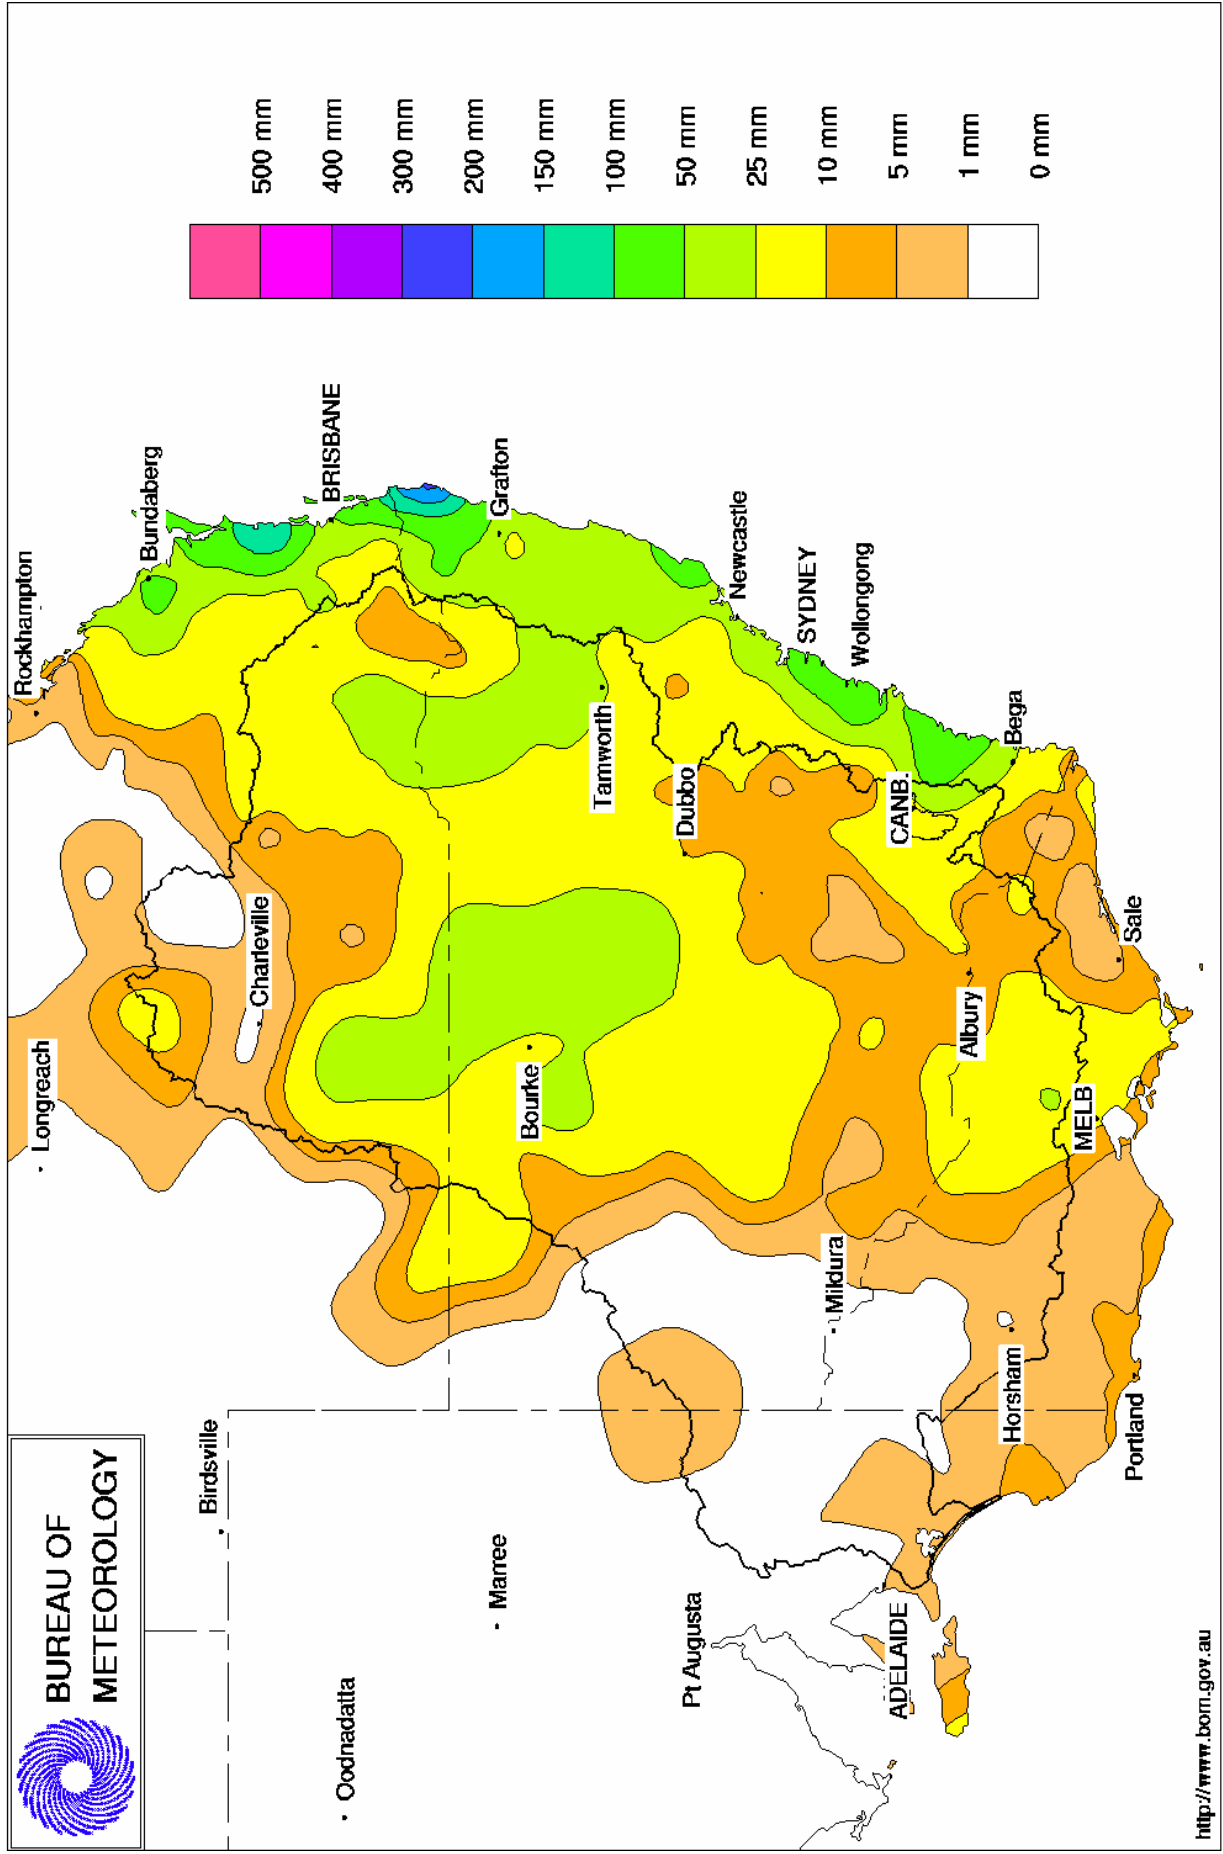 BUREAU OF
METEOROLOGY
500 mm
400 mm
300 mm
200 mm
150 mm
100 mm
50 mm
25 mm
10 mm
5 mm
1 mm
0 mm
Longreach
Rockhampton
Bundaberg
Birdsville
Charleville
BRISBANE
Oodnadatta
Marree
Bourke
Grafton
Tamworth
Pt Augusta
Dubbo
Newcastle
Mildura
SYDNEY
Wollongong
ADELAIDE
CANB.
Albury
Horsham
Bega
MELB
Portland
Sale
http://www.bom.gov.au